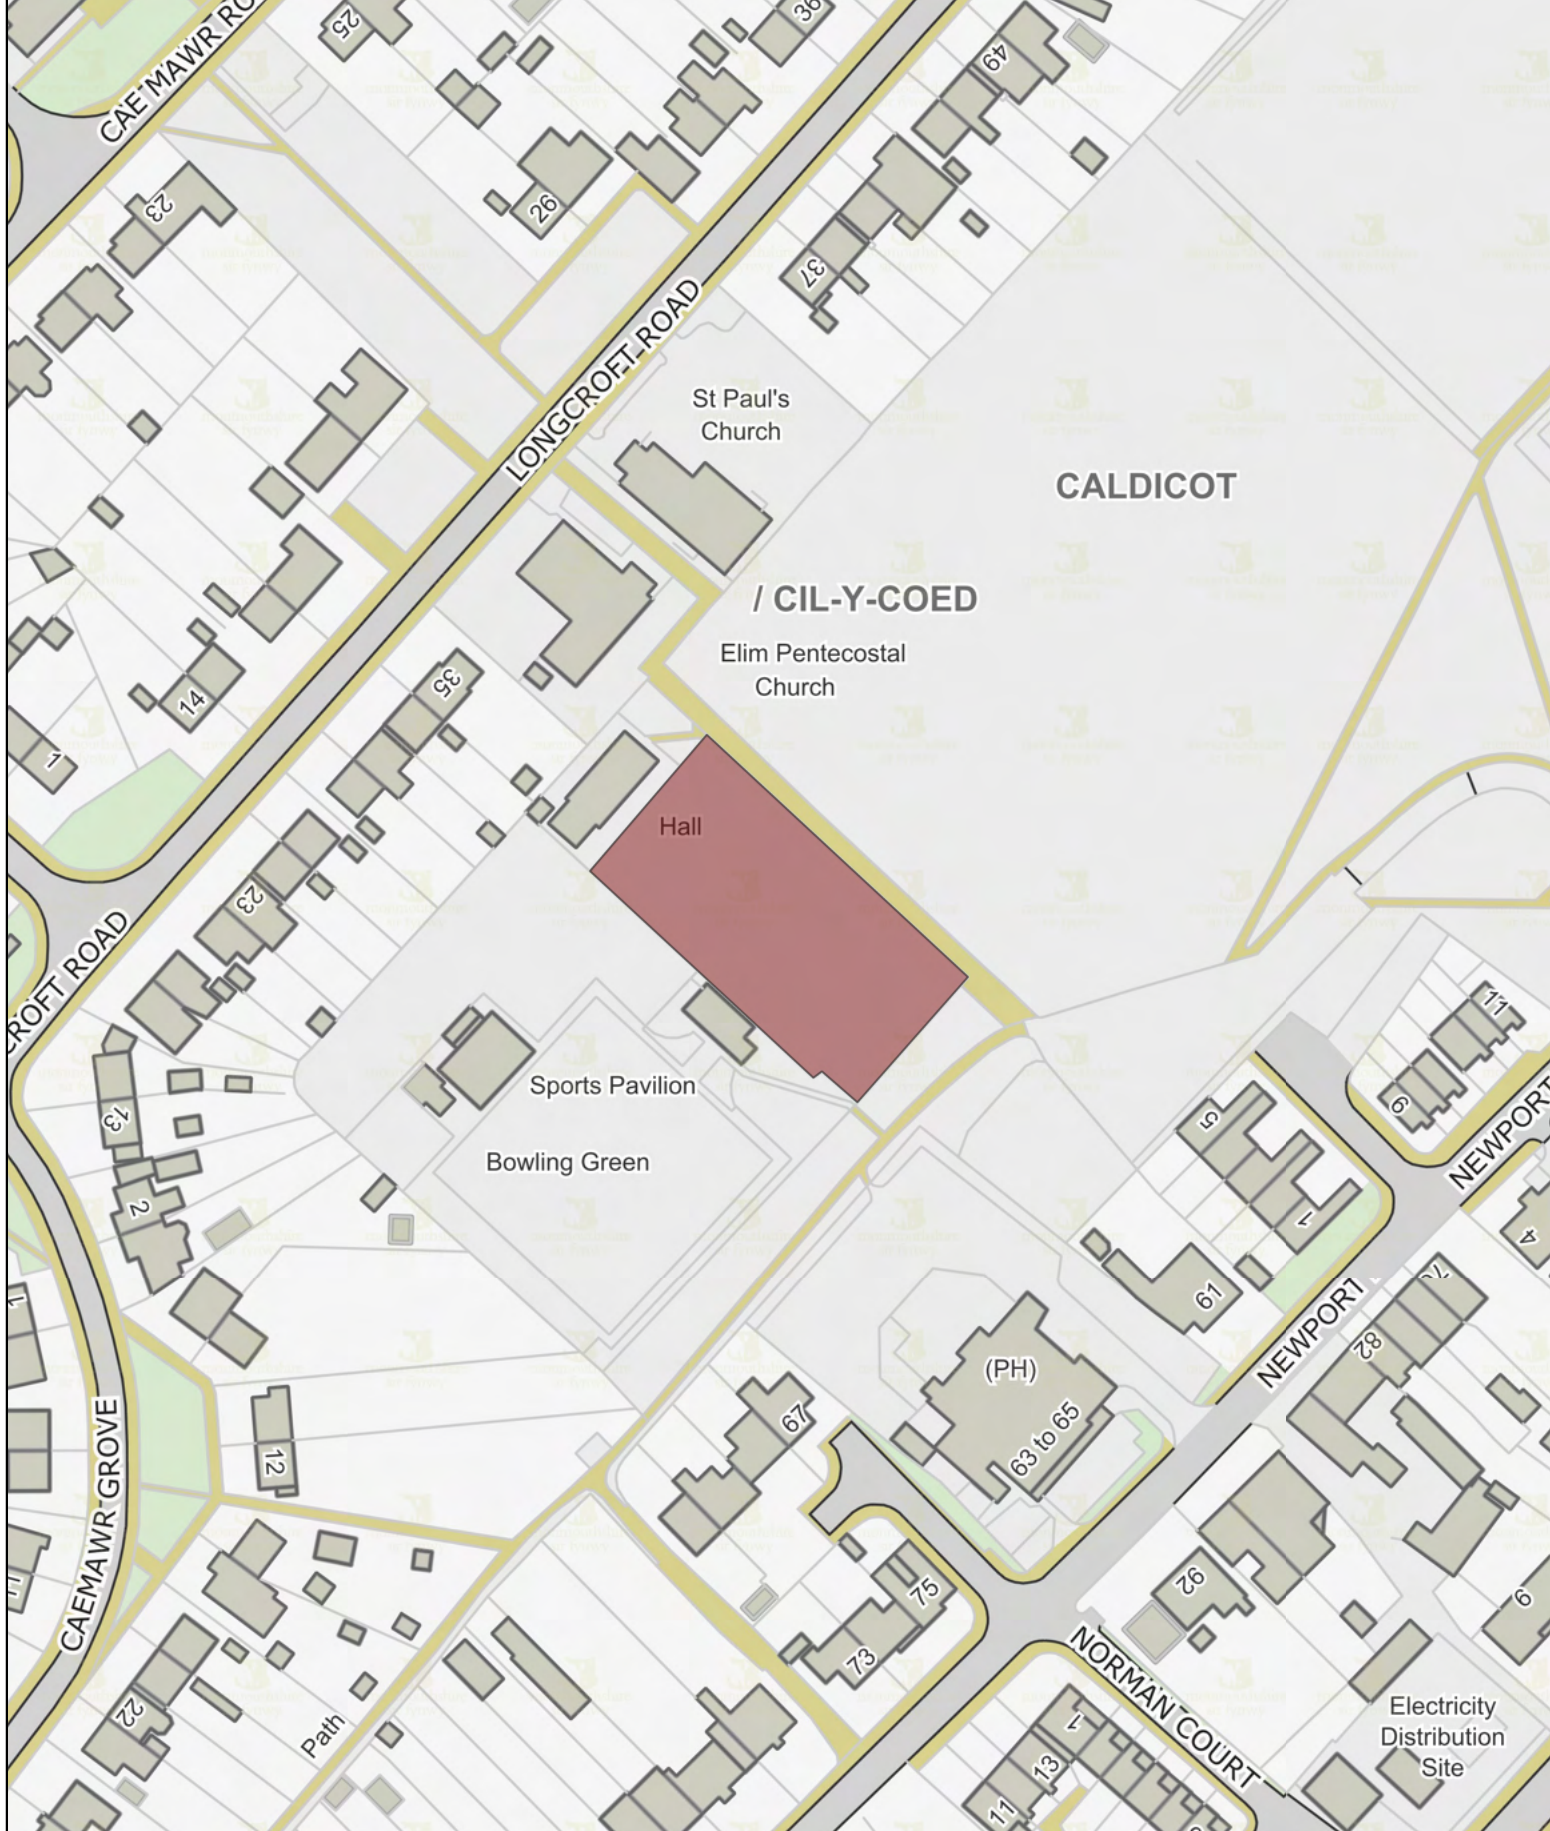 CAE MAWR RO
25
36
49
23
26
37
LONGCROFT ROAD
St Paul's
Church
CALDICOT
/ CIL-Y-COED
Elim Pentecostal
Church
35
14
1
Hall
23
CROFT ROAD
11
6
Sports Pavilion
5
NEWPORT
13
Bowling Green
2
1
4
61
NEWPORT
82
(PH)
67
63 to 65
12
CAEMAWR GROVE
75
92
9
73
NORMAN COURT
22
Path
Electricity
Distribution
Site
1
13
11